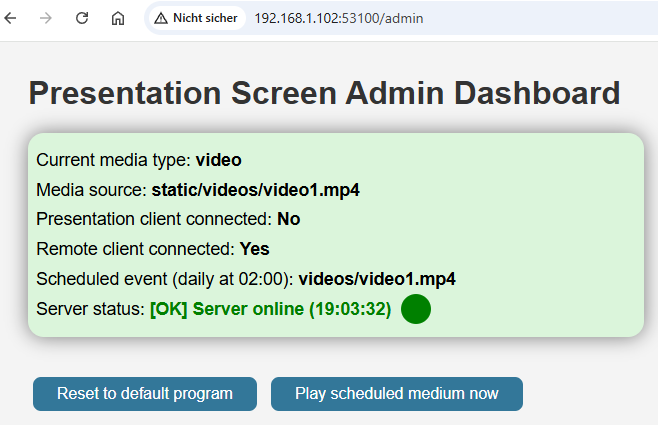 Nicht sicher 192.168.1.102:53100/admin
Presentation Screen Admin Dashboard
Current media type: video
Media source: static/videos/video1.mp4
Presentation client connected: No
Remote client connected: Yes
Scheduled event (daily at 02:00): videos/video1.mp4
Server status: [OK] Server online (19:03:32)
Reset to default program Play scheduled medium now